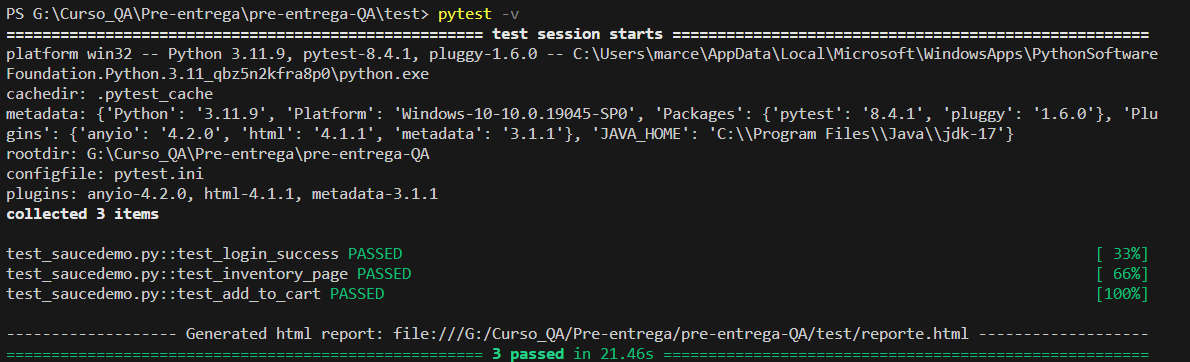 PS G:\Curso_QA\Pre-entrega\pre-entrega-QA\test> pytest -v
================================================== test session starts ==================================================
platform win32 -- Python 3.11.9, pytest-8.4.1, pluggy-1.6.0 -- C:\Users\marce\AppData\Local\Microsoft\WindowsApps\PythonSoftware
Foundation.Python.3.11_qbz5n2kfra8p0\python.exe
cachedir: .pytest_cache
metadata: {'Python': '3.11.9', 'Platform': 'Windows-10-10.0.19045-SP0', 'Packages': {'pytest': '8.4.1', 'pluggy': '1.6.0'}, 'Plu
gins': {'anyio': '4.2.0', 'html': '4.1.1', 'metadata': '3.1.1'}, 'JAVA_HOME': 'C:\\Program Files\\Java\\jdk-17'}
rootdir: G:\Curso_QA\Pre-entrega\pre-entrega-QA
configfile: pytest.ini
plugins: anyio-4.2.0, html-4.1.1, metadata-3.1.1
collected 3 items
test_saucedemo.py::test_login_success PASSED [ 33%]
test_saucedemo.py::test_inventory_page PASSED [ 66%]
test_saucedemo.py::test_add_to_cart PASSED [100%]
------------------- Generated html report: file:///G:/Curso_QA/Pre-entrega/pre-entrega-QA/test/reporte.html -------------------
================================================== 3 passed in 21.46s ==================================================